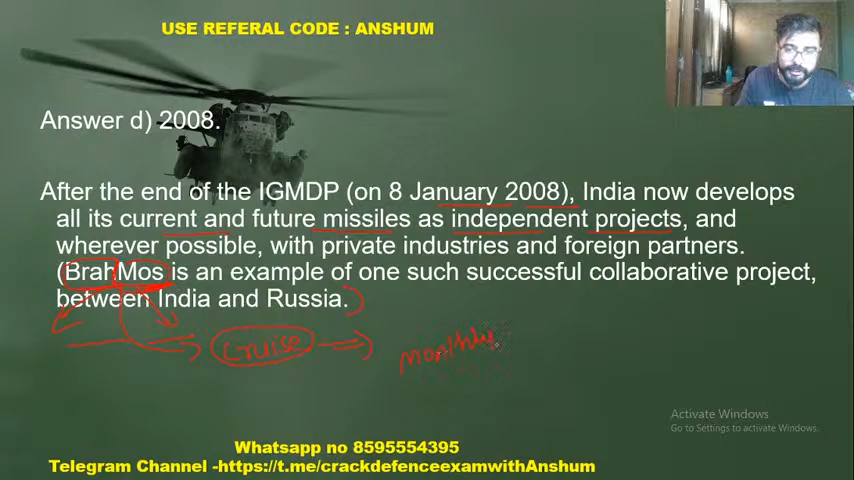 USE REFERAL CODE : ANSHUM
Answer d) 2008.
After the end of the IGMDP (on 8 January 2008), India now develops
all its current and future missiles as independent projects, and
wherever possible, with private industries and foreign partners.
(BrahMos is an example of one such successful collaborative project,
between India and Russia.
Cruise
monthly
Activate Windows
Go to Settings to activate Windows.
Whatsapp no 8595554395
Telegram Channel -https://t.me/crackdefenceexamwithAnshum